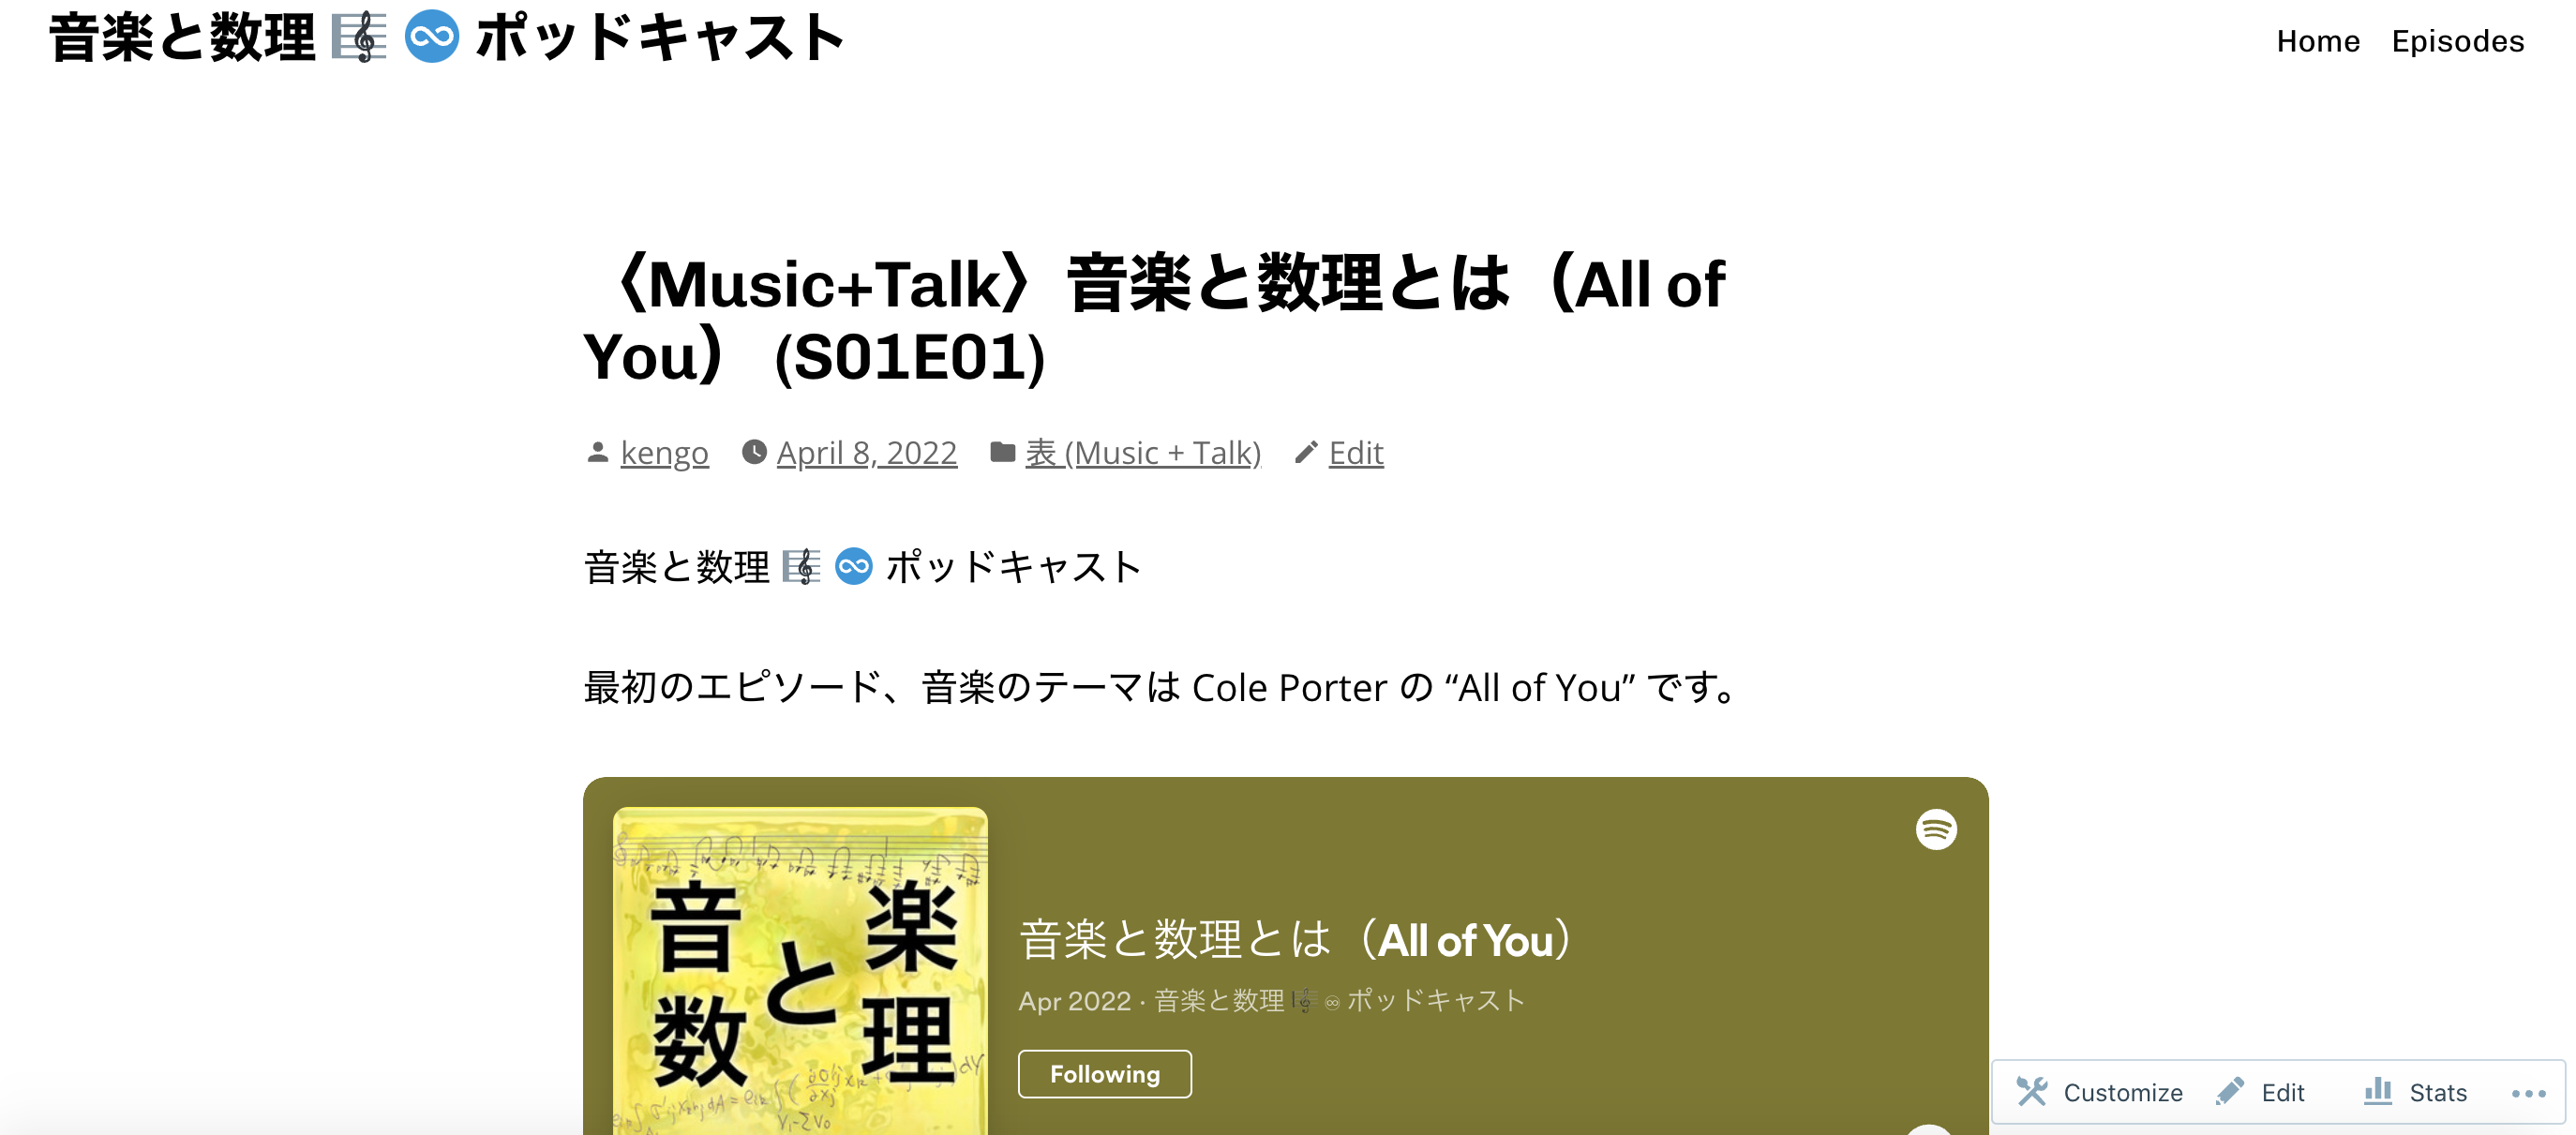 音楽と数理 🎼 ♾️ ポッドキャスト
Home Episodes
〈Music+Talk〉音楽と数理とは（All of
You） (S01E01)
kengo April 8, 2022 表 (Music + Talk) Edit
音楽と数理 🎼 ♾️ ポッドキャスト
最初のエピソード、音楽のテーマは Cole Porter の “All of You” です。
音楽
と
数理
音楽と数理とは（All of You）
Apr 2022 · 音楽と数理 🎼 ♾ ポッドキャスト
Following
Customize Edit Stats ...